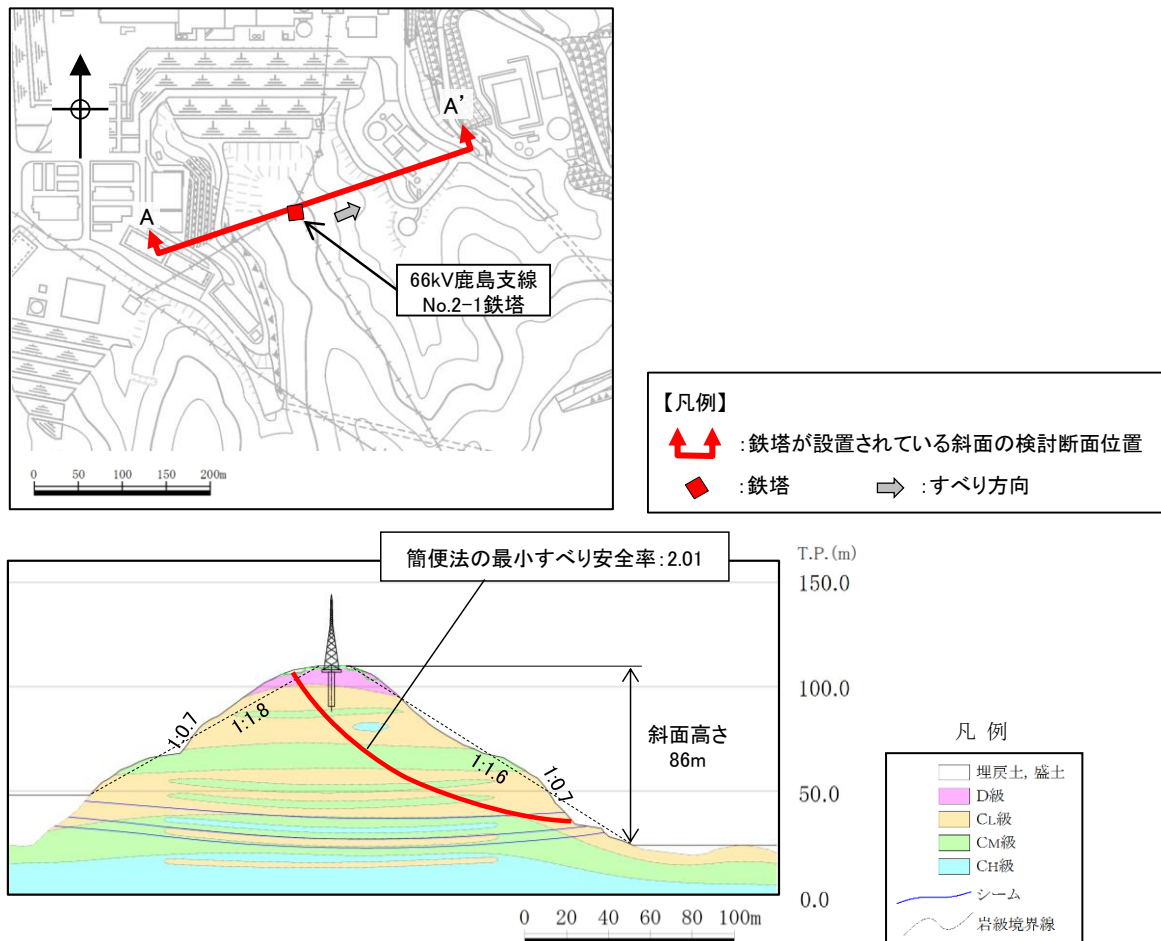 A
A’
66kV鹿島支線
No.2-1鉄塔
0 50 100 150 200m
【凡例】
：鉄塔が設置されている斜面の検討断面位置
：鉄塔
：すべり方向
簡便法の最小すべり安全率：2.01
T.P.(m)
150.0
100.0
50.0
0.0
1:0.7
1:1.8
1:1.6
1:0.7
斜面高さ
86m
0 20 40 60 80 100m
凡 例
埋戻土，盛土
D級
CL級
CM級
CH級
シーム
岩級境界線